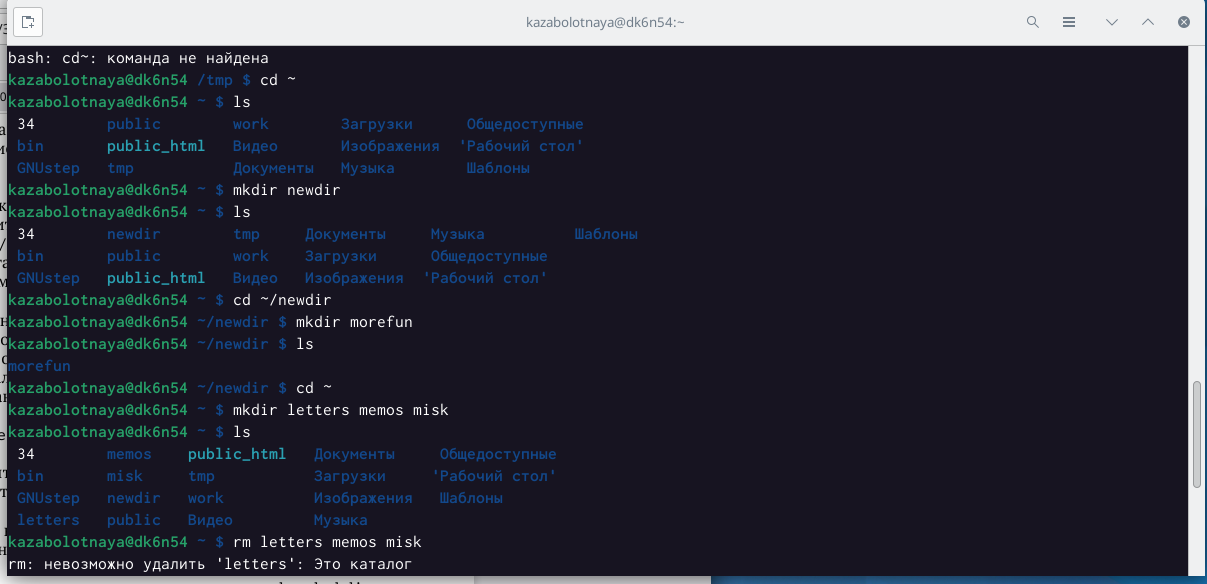 kazabolotnaya@dk6n54:~
bash: cd~: команда не найдена
kazabolotnaya@dk6n54 /tmp $ cd ~
kazabolotnaya@dk6n54 ~ $ ls
34 public work Загрузки Общедоступные
bin public_html Видео Изображения 'Рабочий стол'
GNUstep tmp Документы Музыка Шаблоны
kazabolotnaya@dk6n54 ~ $ mkdir newdir
kazabolotnaya@dk6n54 ~ $ ls
34 newdir tmp Документы Музыка Шаблоны
bin public work Загрузки Общедоступные
GNUstep public_html Видео Изображения 'Рабочий стол'
kazabolotnaya@dk6n54 ~ $ cd ~/newdir
kazabolotnaya@dk6n54 ~/newdir $ mkdir morefun
kazabolotnaya@dk6n54 ~/newdir $ ls
morefun
kazabolotnaya@dk6n54 ~/newdir $ cd ~
kazabolotnaya@dk6n54 ~ $ mkdir letters memos misk
kazabolotnaya@dk6n54 ~ $ ls
34 memos public_html Документы Общедоступные
bin misk tmp Загрузки 'Рабочий стол'
GNUstep newdir work Изображения Шаблоны
letters public Видео Музыка
kazabolotnaya@dk6n54 ~ $ rm letters memos misk
rm: невозможно удалить 'letters': Это каталог